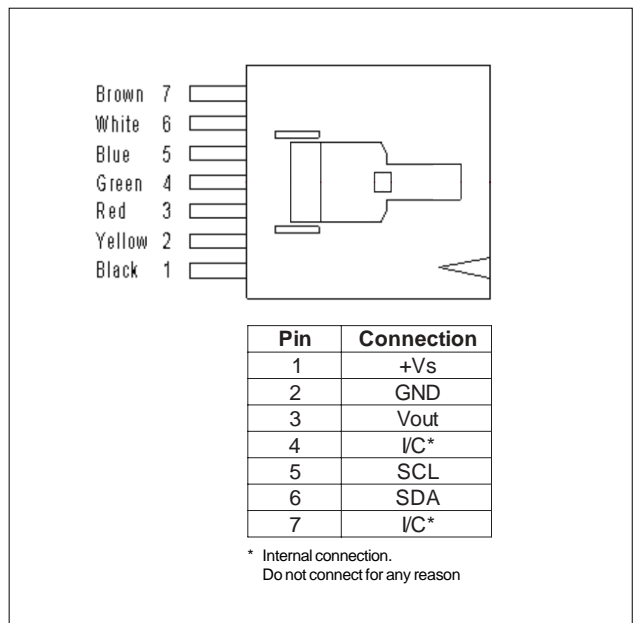 Brown 7
White 6
Blue 5
Green 4
Red 3
Yellow 2
Black 1
Pin Connection
1 +Vs
2 GND
3 Vout
4 I/C*
5 SCL
6 SDA
7 I/C*
* Internal connection.
Do not connect for any reason